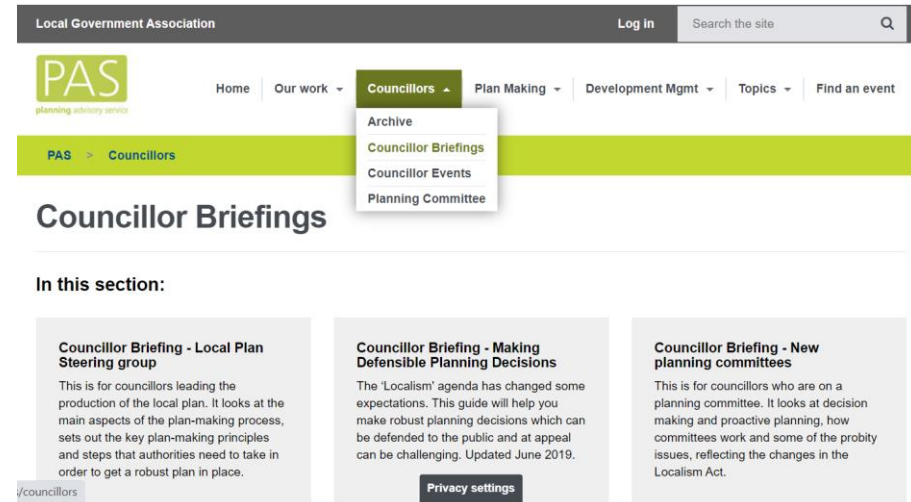 Local Government Association
Log in
Search the site
PAS
planning advisory service
Home
Our work
Councillors
Plan Making
Development Mgmt
Topics
Find an event
Archive
Councillor Briefings
Councillor Events
Planning Committee
PAS > Councillors
Councillor Briefings
In this section:
Councillor Briefing - Local Plan
Steering group
This is for councillors leading the
production of the local plan. It looks at the
main aspects of the plan-making process,
sets out the key plan-making principles
and steps that authorities need to take in
order to get a robust plan in place.
Councillor Briefing - Making
Defensible Planning Decisions
The ‘Localism’ agenda has changed some
expectations. This guide will help you
make robust planning decisions which can
be defended to the public and at appeal
can be challenging. Updated June 2019.
Councillor Briefing - New
planning committees
This is for councillors who are on a
planning committee. It looks at decision
making and proactive planning, how
committees work and some of the probity
issues, reflecting the changes in the
Localism Act.
s/councillors
Privacy settings